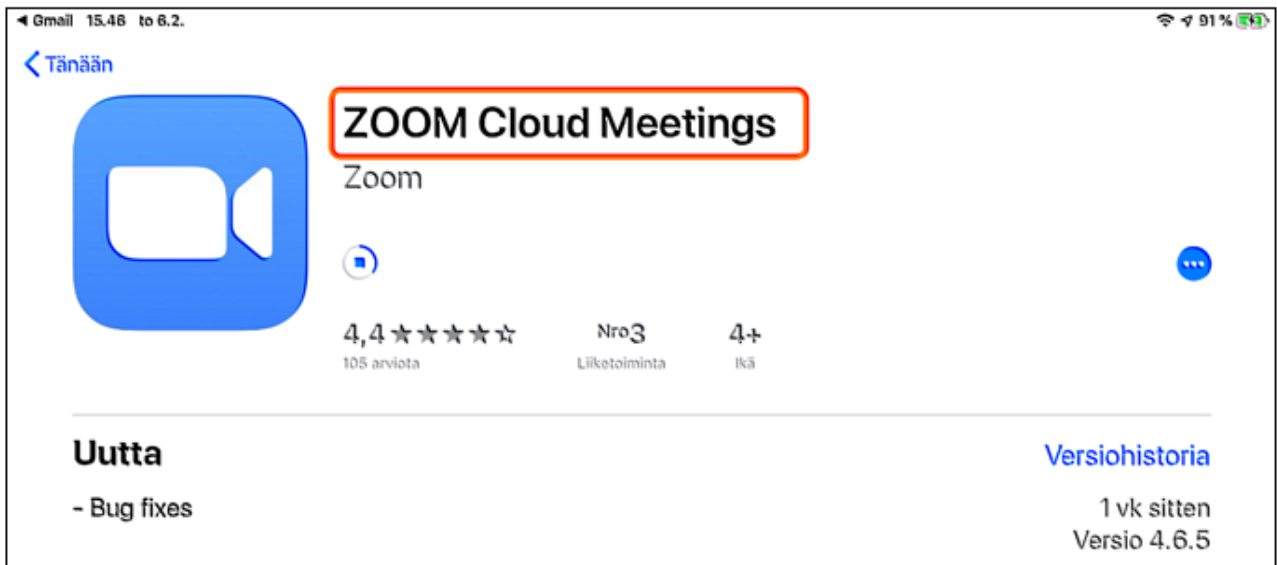 ◀ Gmail 15.46 to 6.2. 91 %
Tänään
ZOOM Cloud Meetings
Zoom
4,4 ★★★★☆ Nro3 4+
105 arviota Liiketoiminta Ikä
Uutta Versiohistoria
- Bug fixes 1 vk sitten
Versio 4.6.5